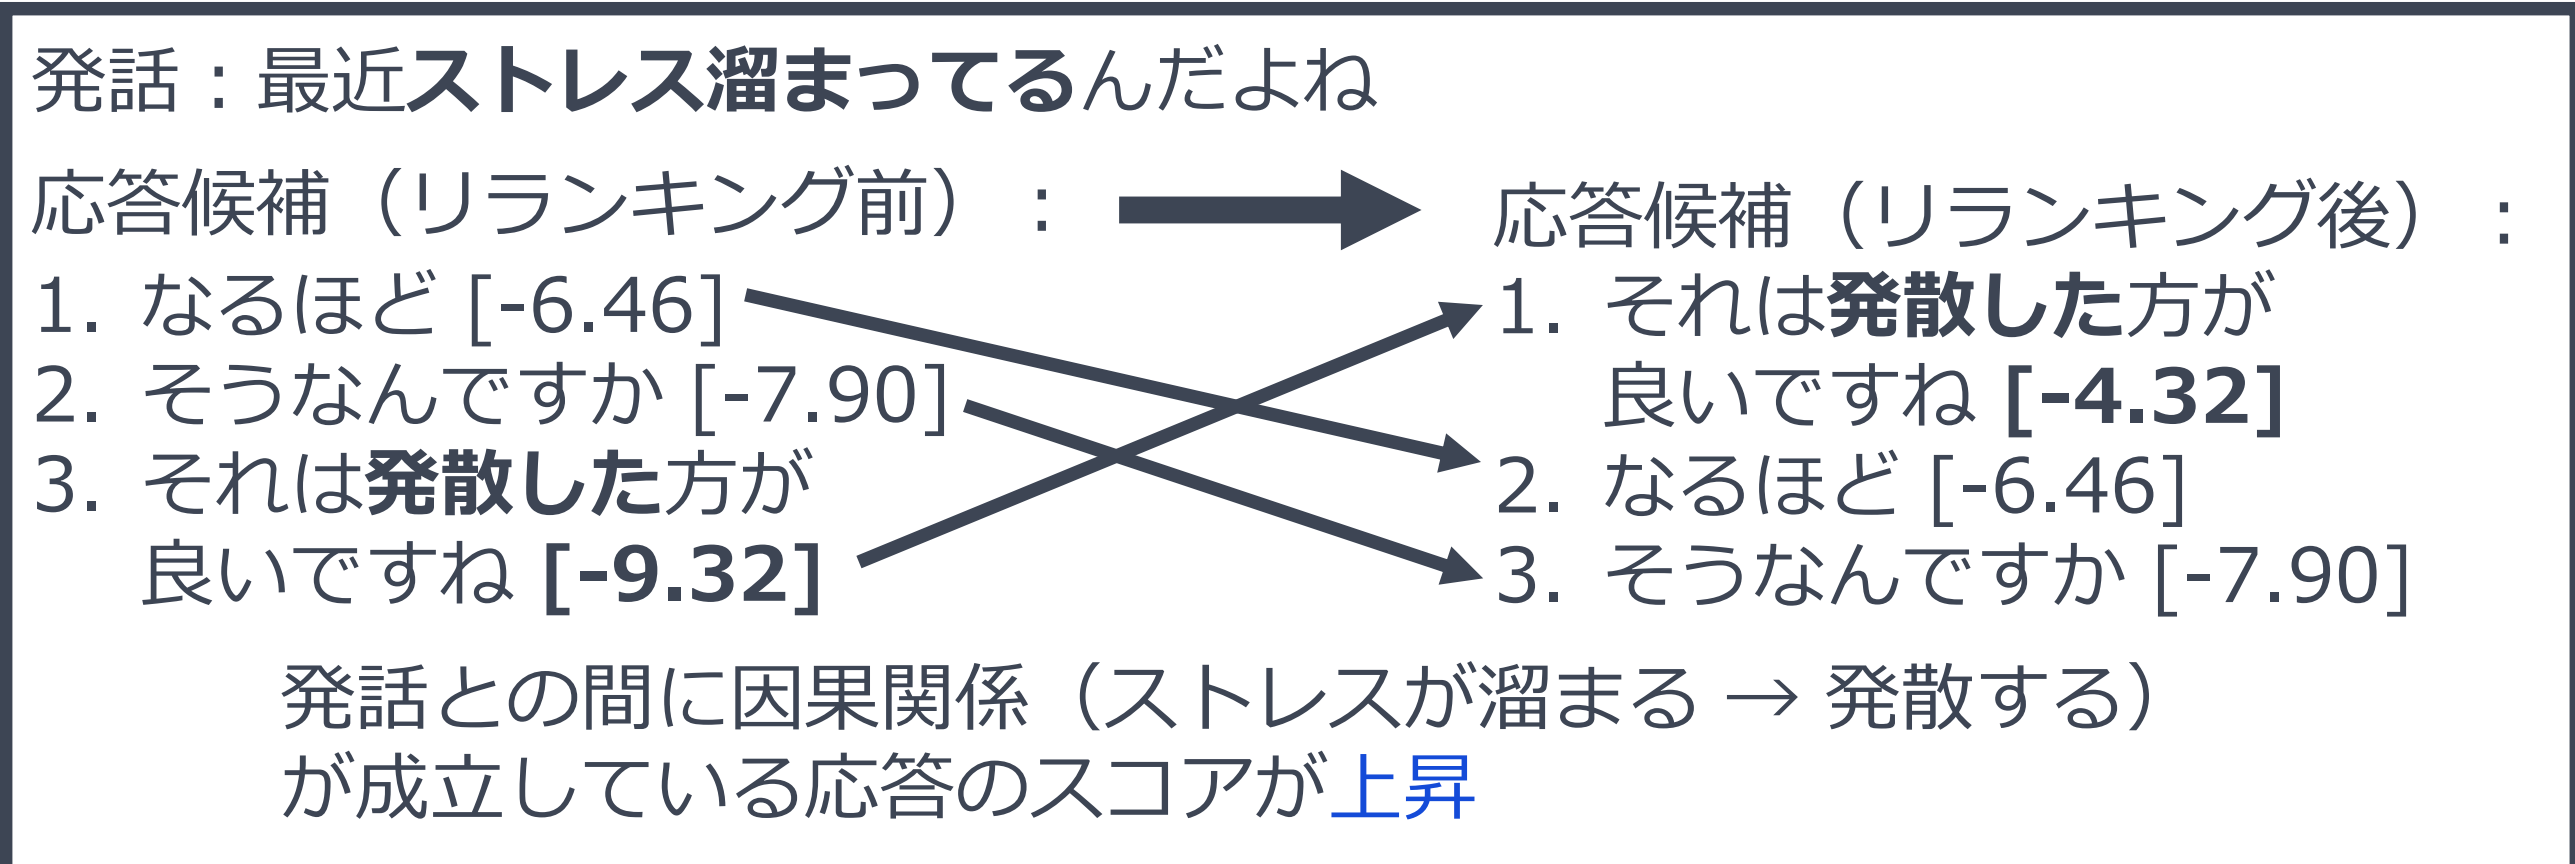 発話：最近ストレス溜まってるんだよね
応答候補（リランキング前）：
1. なるほど [-6.46]
2. そうなんですか [-7.90]
3. それは発散した方が
良いですね [-9.32]
応答候補（リランキング後）：
1. それは発散した方が
良いですね [-4.32]
2. なるほど [-6.46]
3. そうなんですか [-7.90]
発話との間に因果関係（ストレスが溜まる → 発散する）
が成立している応答のスコアが上昇